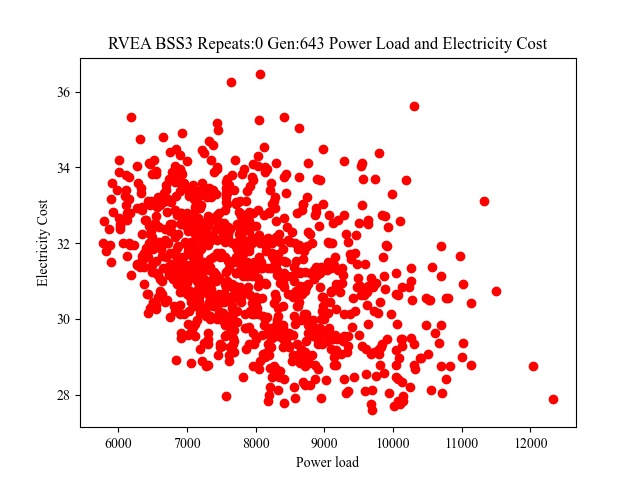 RVEA BSS3 Repeats:0 Gen:643 Power Load and Electricity Cost
36
34
32
30
28
Electricity Cost
6000 7000 8000 9000 10000 11000 12000
Power load